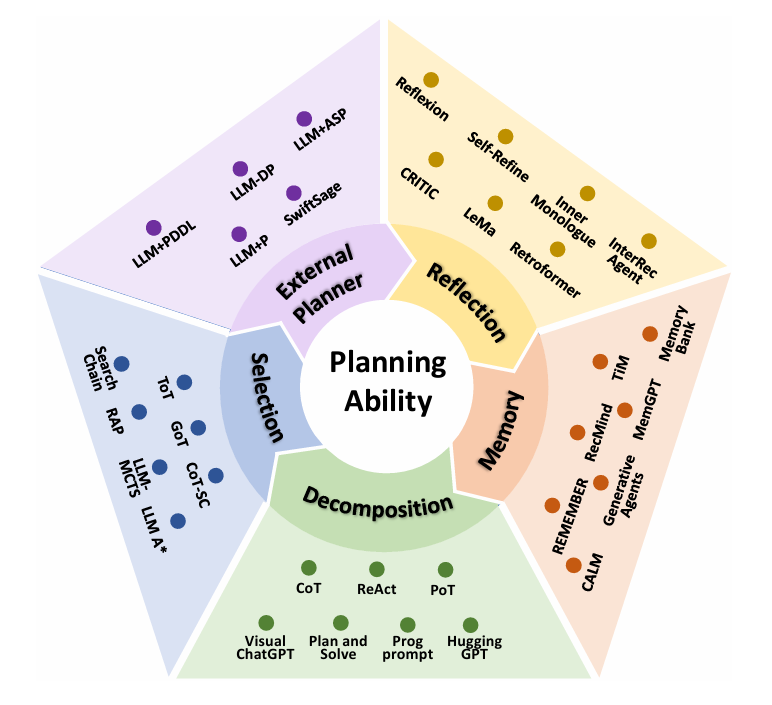 Planning
Ability
External
Planner
LLM+ASP
LLM-DP
SwiftSage
LLM+PDDL
LLM+P
Reflection
Reflexion
Self-Refine
CRITIC
Inner
Monologue
LeMa
InterRec
Agent
Retroformer
Memory
Memory
Bank
TIM
MemGPT
RecMind
Generative
Agents
REMEMBER
CALM
Decomposition
CoT
ReAct
PoT
Visual
ChatGPT
Plan and
Solve
Prog
prompt
Hugging
GPT
Selection
Search
Chain
ToT
RAP
GoT
LLM-
MCTS
CoT-SC
LLM A*